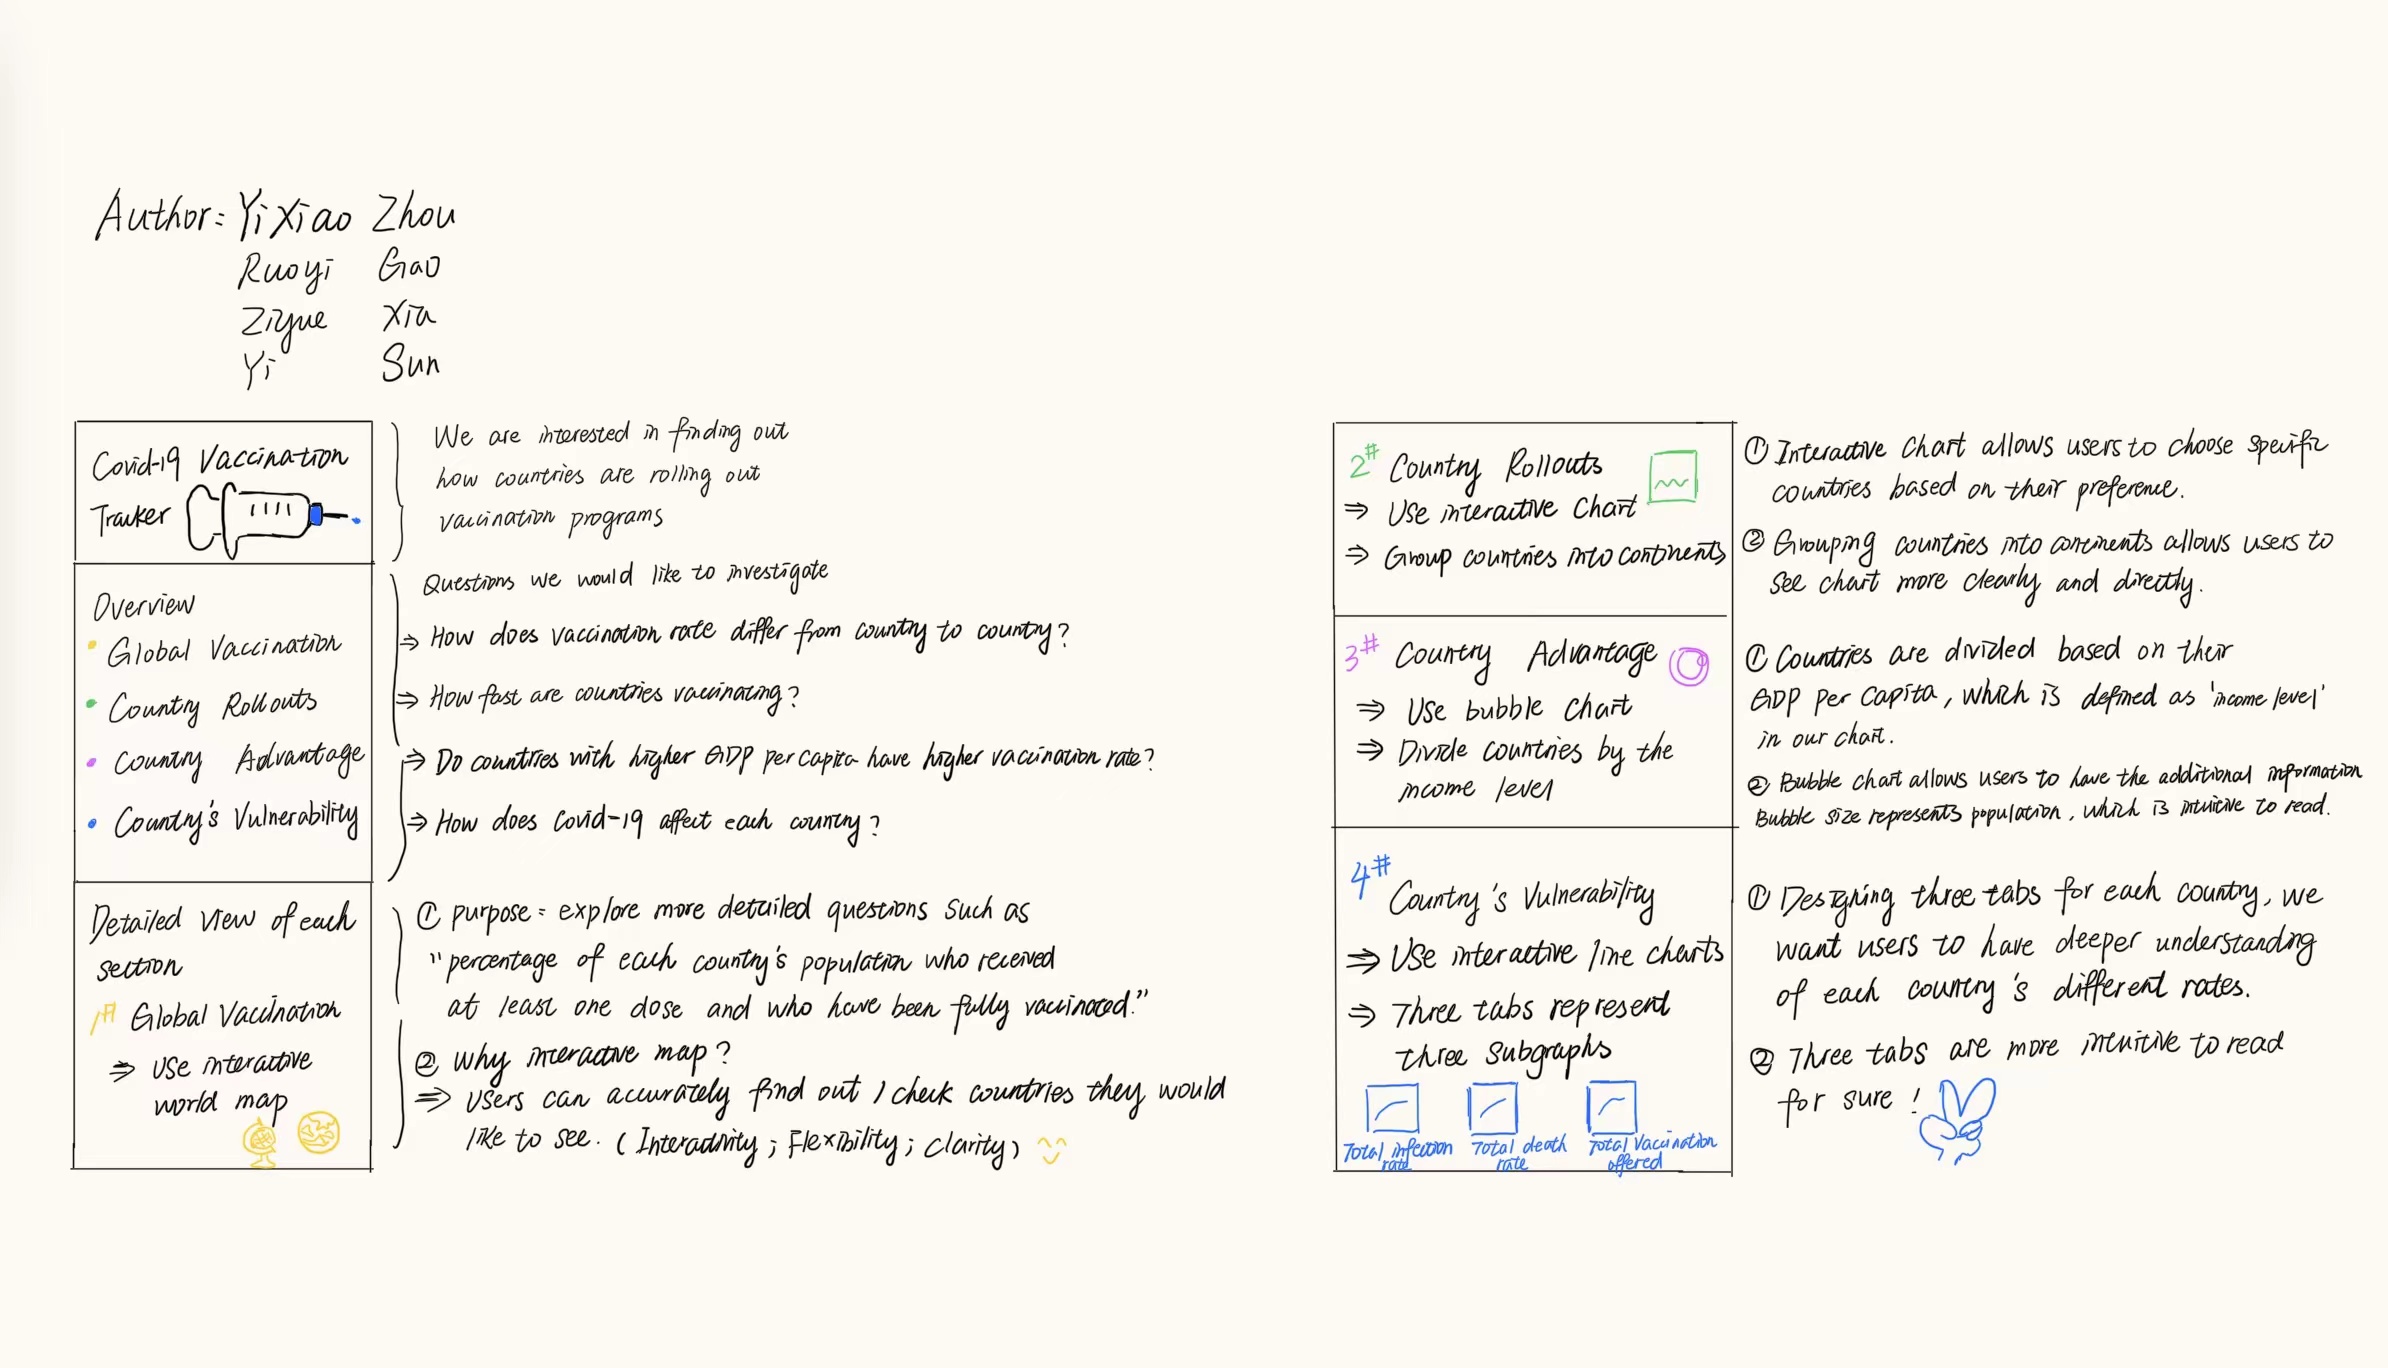 Author: Yixiao Zhou
Ruoyi Gao
Ziyue Xia
Yi Sun
Covid-19 Vaccination
Tracker
We are interested in finding out
how countries are rolling out
vaccination programs
Overview
Global Vaccination
Country Rollouts
Country Advantage
Country's Vulnerability
Questions we would like to investigate
⇒ How does vaccination rate differ from country to country?
⇒ How fast are countries vaccinating?
⇒ Do countries with higher GDP per capita have higher vaccination rate?
⇒ How does Covid-19 affect each country?
Detailed view of each
section
1# Global Vaccination
⇒ Use interactive
world map
① purpose: explore more detailed questions such as
"percentage of each country's population who received
at least one dose and who have been fully vaccinated."
② Why interactive map?
⇒ Users can accurately find out / check countries they would
like to see. (Interactivity; Flexibility; Clarity)
2# Country Rollouts
⇒ Use interactive Chart
⇒ Group countries into continents
① Interactive Chart allows users to choose specific
countries based on their preference.
② Grouping countries into continents allows users to
see chart more clearly and directly.
3# Country Advantage
⇒ Use bubble chart
⇒ Divide countries by the
income level
① Countries are divided based on their
GDP per capita, which is defined as 'income level'
in our chart.
② Bubble chart allows users to have the additional information
Bubble size represents population, which is intuitive to read.
4#
Country's Vulnerability
⇒ Use interactive line charts
⇒ Three tabs represent
three subgraphs
Total infection
rate
Total death
rate
Total Vaccination
offered
① Designing three tabs for each country, we
want users to have deeper understanding
of each country's different rates.
② Three tabs are more intuitive to read
for sure!